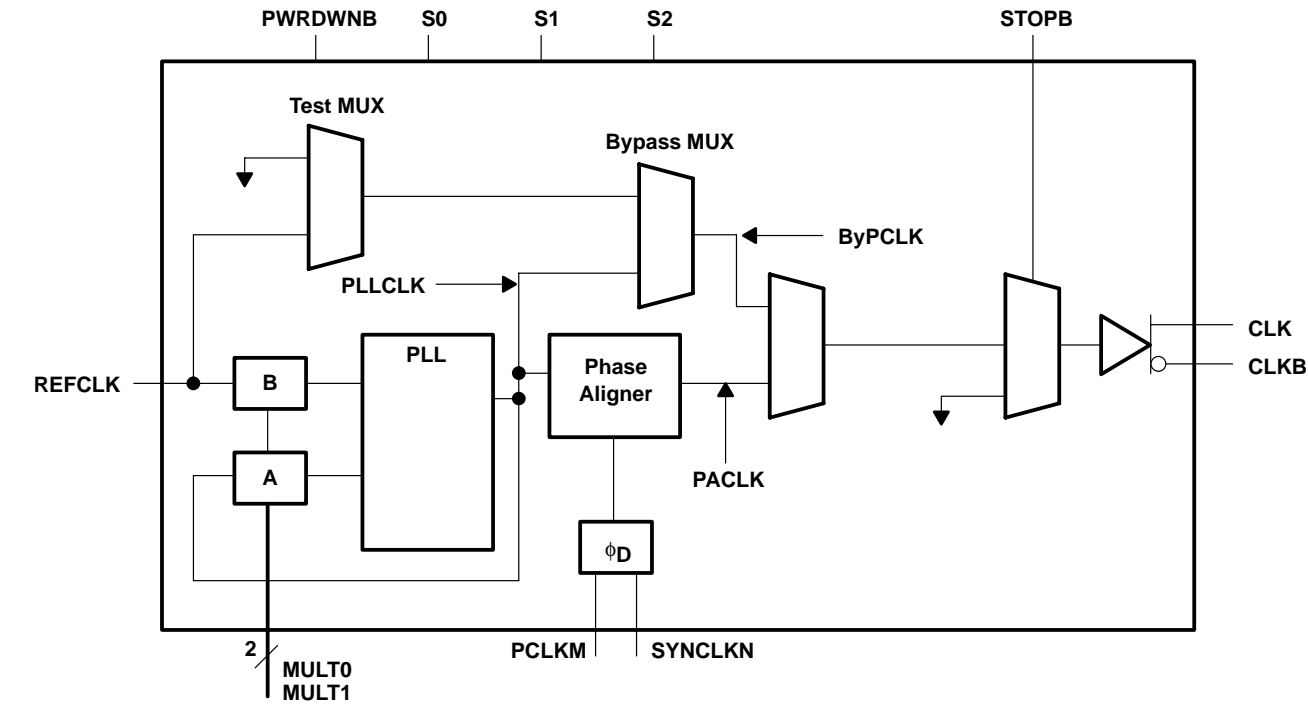 PWRDWNB S0 S1 S2 STOPB
Test MUX
Bypass MUX
ByPCLK
PLLCLK
PLL
Phase
Aligner
CLK
CLKB
REFCLK
B
A
PACLK
ϕD
2
MULT0
MULT1
PCLKM SYNCLKN